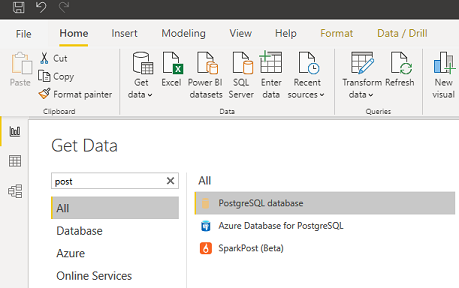 File Home Insert Modeling View Help Format Data / Drill
Paste
Cut
Copy
Format painter
Get data
Excel
Power BI datasets
SQL Server
Enter data
Recent sources
Transform data
Refresh
New visual
Clipboard Data Queries
Get Data
post
All
Database
Azure
Online Services
All
PostgreSQL database
Azure Database for PostgreSQL
SparkPost (Beta)